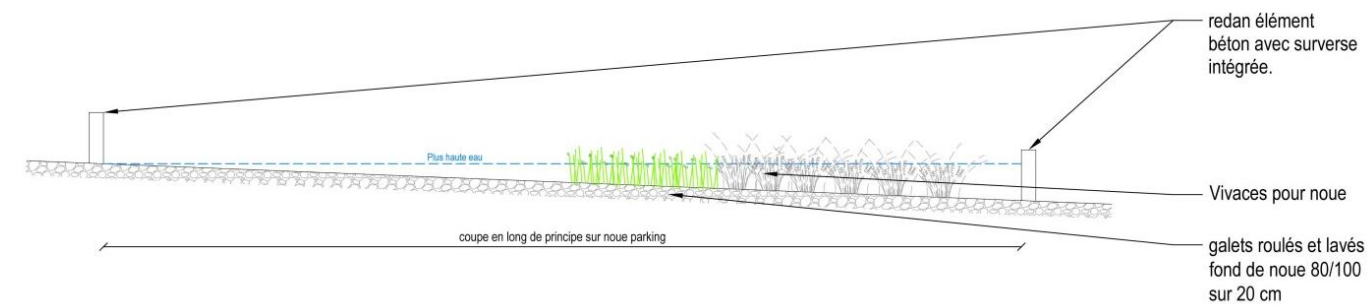 redan élément
béton avec surverse
intégrée.
Plus haute eau
Vivaces pour noue
coupe en long de principe sur noue parking
galets roulés et lavés
fond de noue 80/100
sur 20 cm